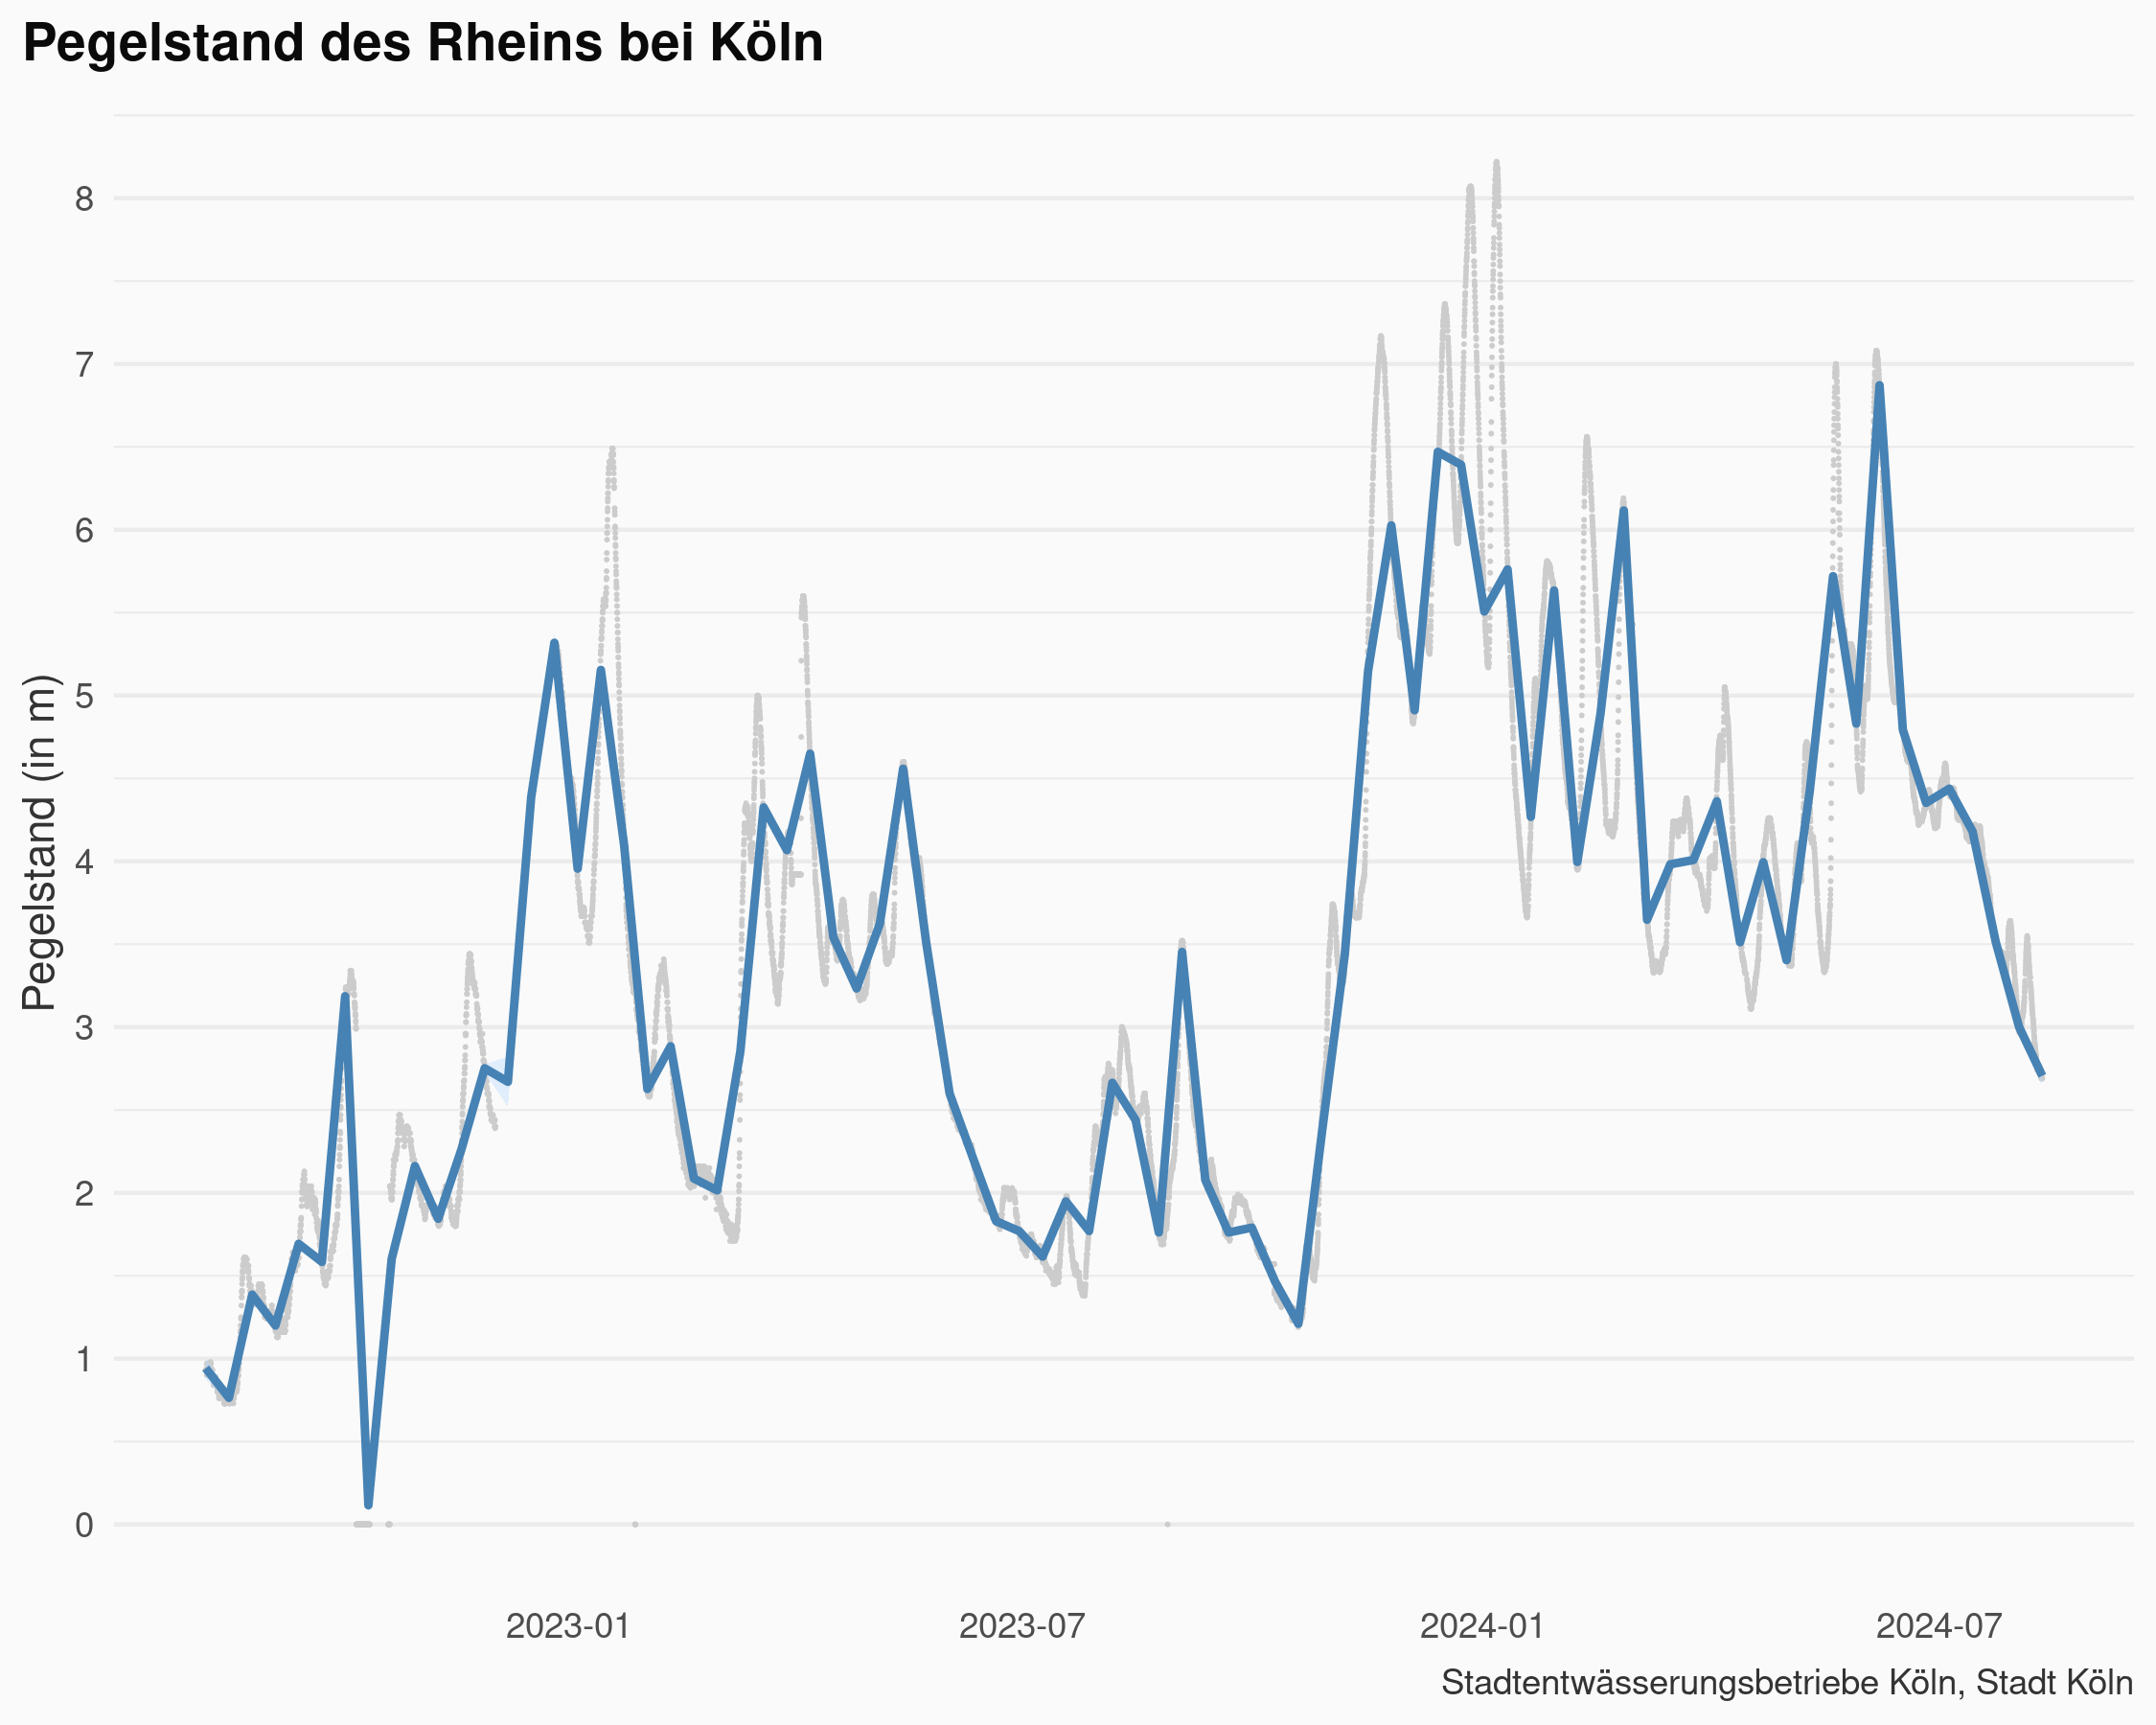 Pegelstand des Rheins bei Köln
Pegelstand (in m)
8
7
6
5
4
3
2
1
0
2023-01 2023-07 2024-01 2024-07
Stadtentwässerungsbetriebe Köln, Stadt Köln